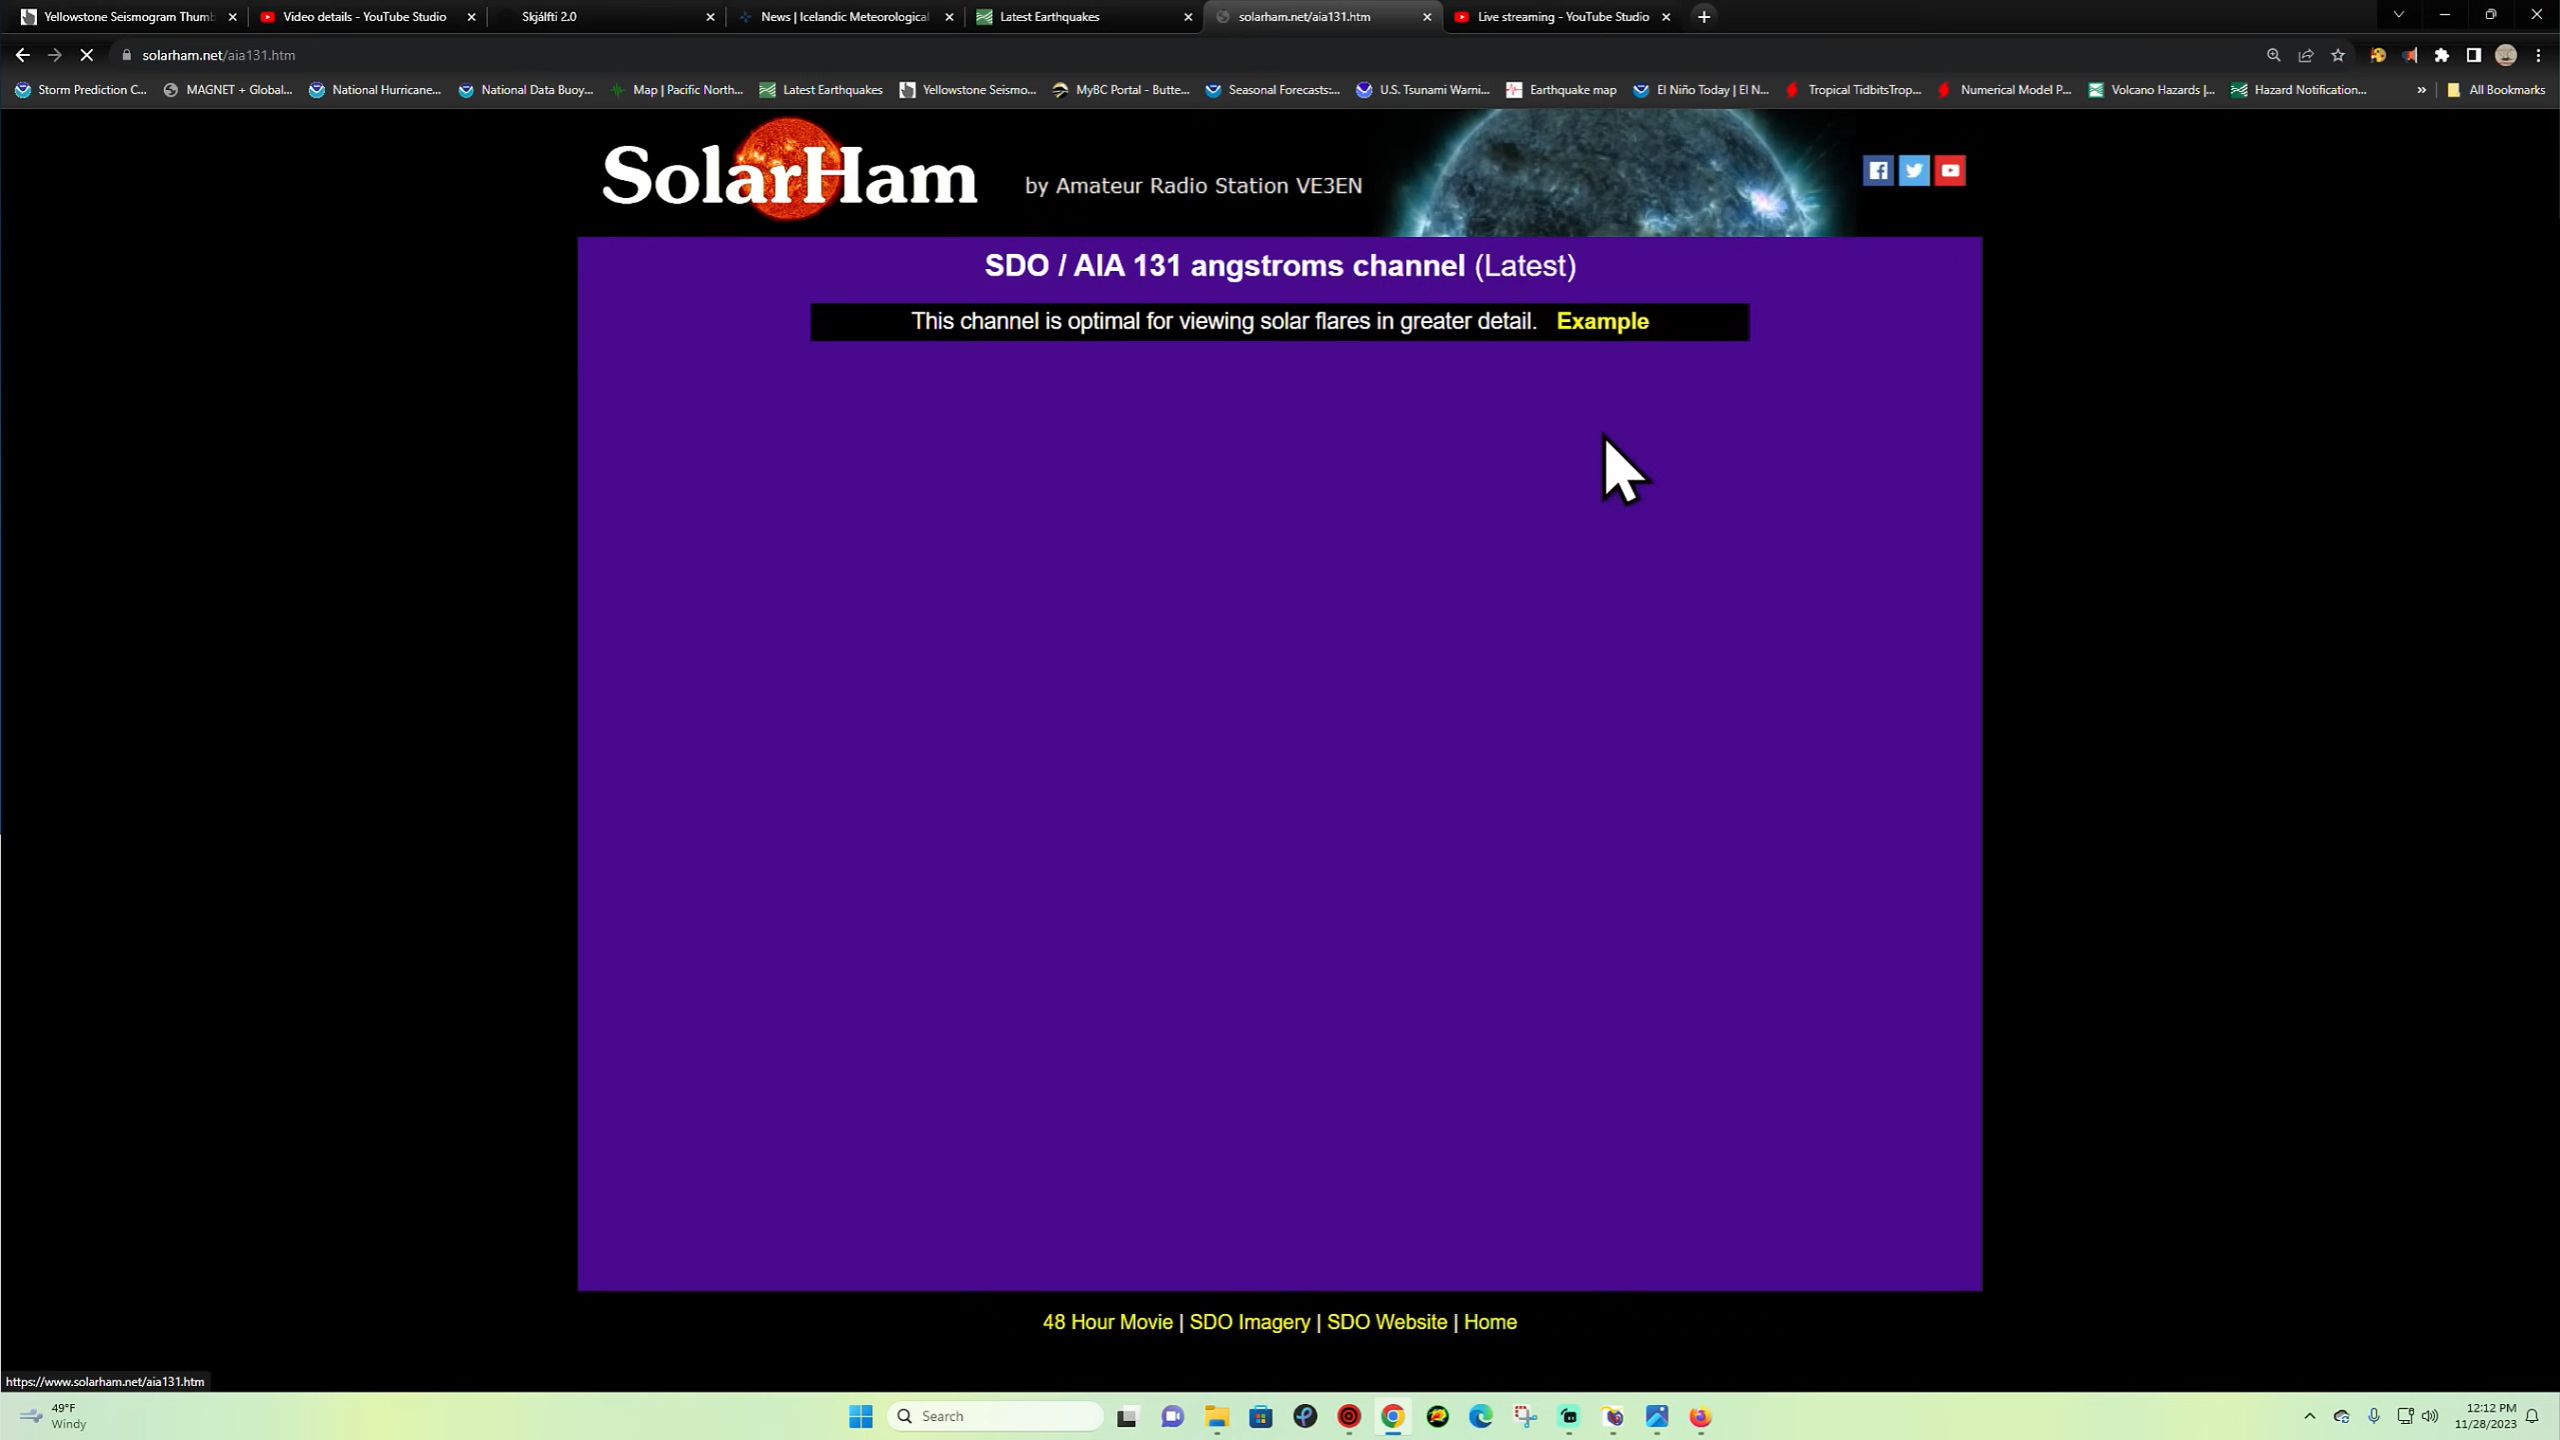 Yellowstone Seismogram Thumb
Video details - YouTube Studio
Skjálfti 2.0
News | Icelandic Meteorological
Latest Earthquakes
solarham.net/aia131.htm
Live streaming - YouTube Studio
solarham.net/aia131.htm
Storm Prediction C...
MAGNET + Global...
National Hurricane...
National Data Buoy...
Map | Pacific North...
Latest Earthquakes
Yellowstone Seismo...
MyBC Portal - Butte...
Seasonal Forecasts:...
U.S. Tsunami Warni...
Earthquake map
El Niño Today | El N...
Tropical TidbitsTrop...
Numerical Model P...
Volcano Hazards |...
Hazard Notification...
»
All Bookmarks
SolarHam
by Amateur Radio Station VE3EN
SDO / AIA 131 angstroms channel (Latest)
This channel is optimal for viewing solar flares in greater detail. Example
48 Hour Movie | SDO Imagery | SDO Website | Home
https://www.solarham.net/aia131.htm
49°F
Windy
Search
12:12 PM
11/28/2023